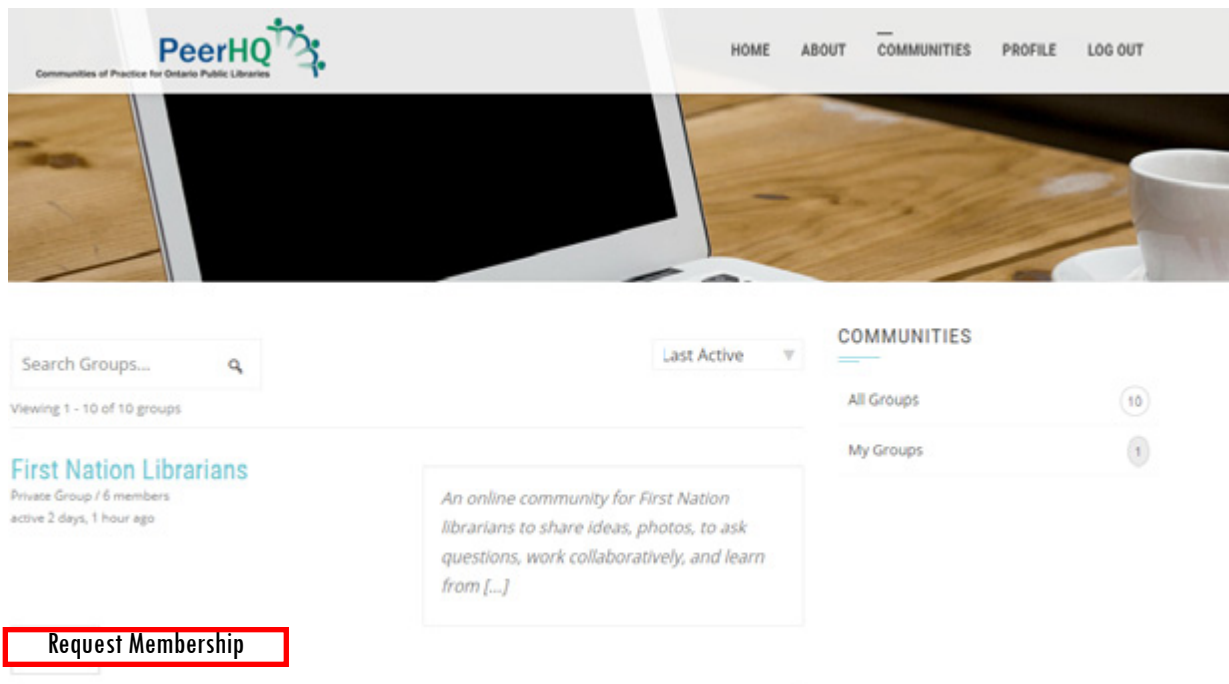 PeerHQ
Communities of Practice for Ontario Public Libraries
HOME ABOUT COMMUNITIES PROFILE LOG OUT
Search Groups...
Last Active
Viewing 1 - 10 of 10 groups
First Nation Librarians
Private Group / 6 members
active 2 days, 1 hour ago
An online community for First Nation
librarians to share ideas, photos, to ask
questions, work collaboratively, and learn
from [...]
Request Membership
COMMUNITIES
All Groups 10
My Groups 1